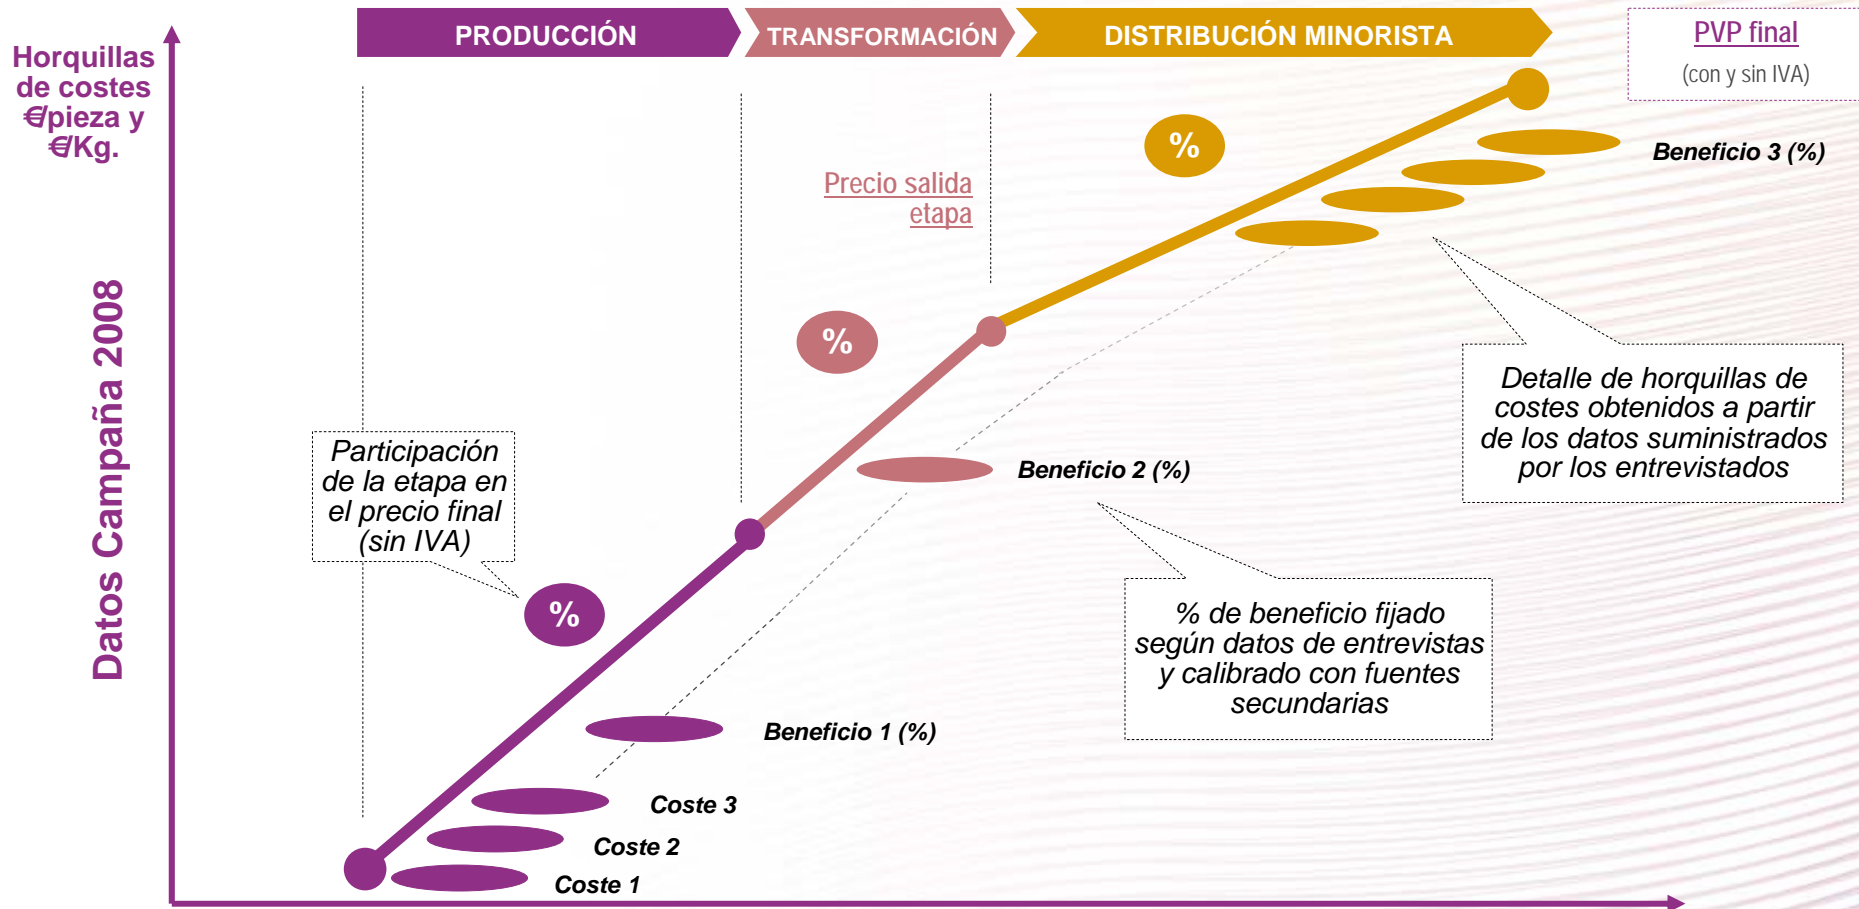 PRODUCCIÓN
TRANSFORMACIÓN
DISTRIBUCIÓN MINORISTA
PVP final
(con y sin IVA)
Horquillas
de costes
€/pieza y
€/Kg.
Datos Campaña 2008
%
Beneficio 3 (%)
Precio salida
etapa
%
Detalle de horquillas de
costes obtenidos a partir
de los datos suministrados
por los entrevistados
Participación
de la etapa en
el precio final
(sin IVA)
Beneficio 2 (%)
%
% de beneficio fijado
según datos de entrevistas
y calibrado con fuentes
secundarias
Beneficio 1 (%)
Coste 3
Coste 2
Coste 1